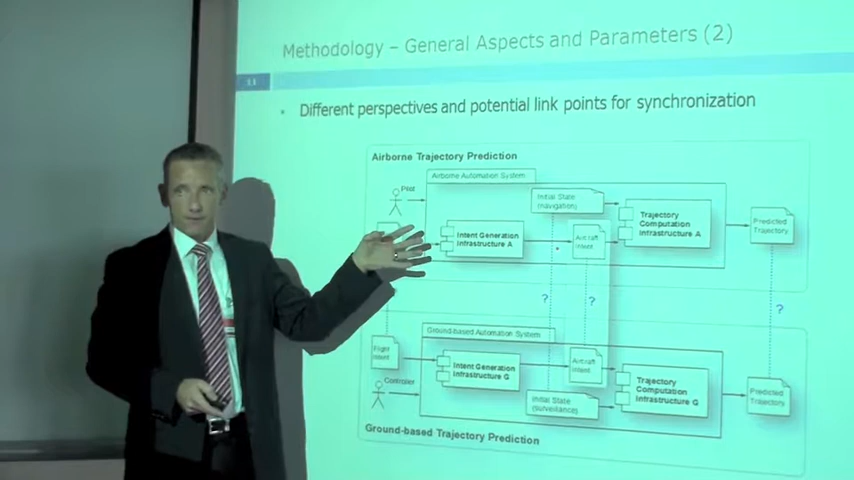 Methodology – General Aspects and Parameters (2)
Different perspectives and potential link points for synchronization
Airborne Trajectory Prediction
Airborne Automation System
Pilot
Initial State
(navigations)
Intent Generation
Infrastructure A
Aircraft
Intent
Trajectory
Computation
Infrastructure A
Predicted
Trajectory
?
?
?
Ground-based Automation System
Flight
Intent
Controller
Intent Generation
Infrastructure G
Aircraft
Intent
Initial State
(surveillance)
Trajectory
Computation
Infrastructure G
Predicted
Trajectory
Ground-based Trajectory Prediction